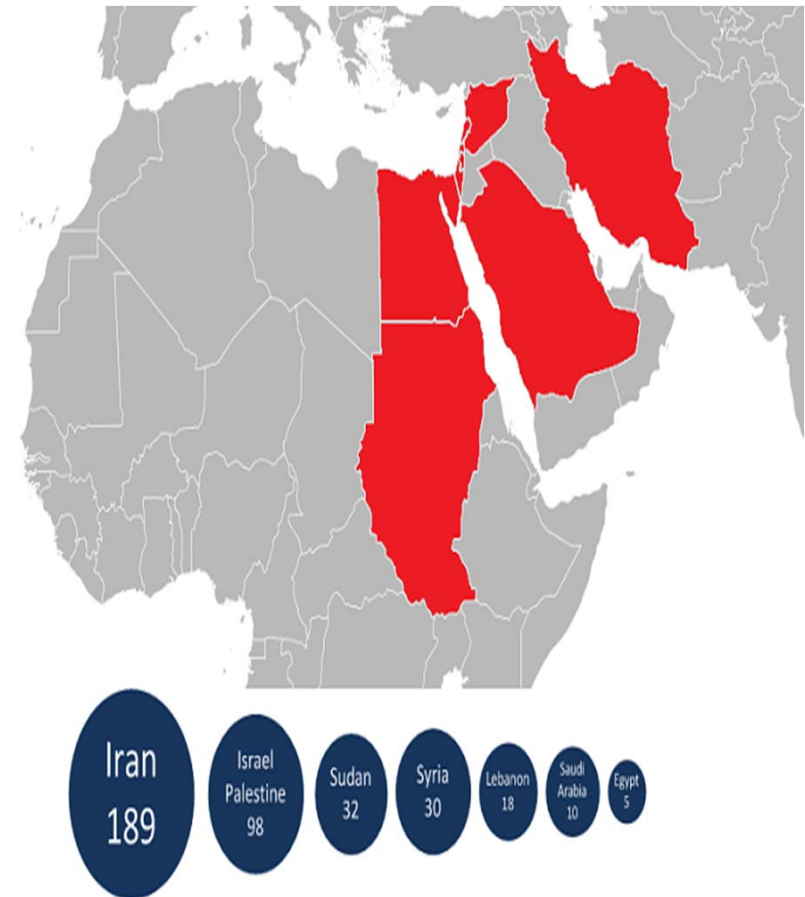 Iran
189
Israel
Palestine
98
Sudan
32
Syria
30
Lebanon
18
Saudi
Arabia
10
Egypt
5